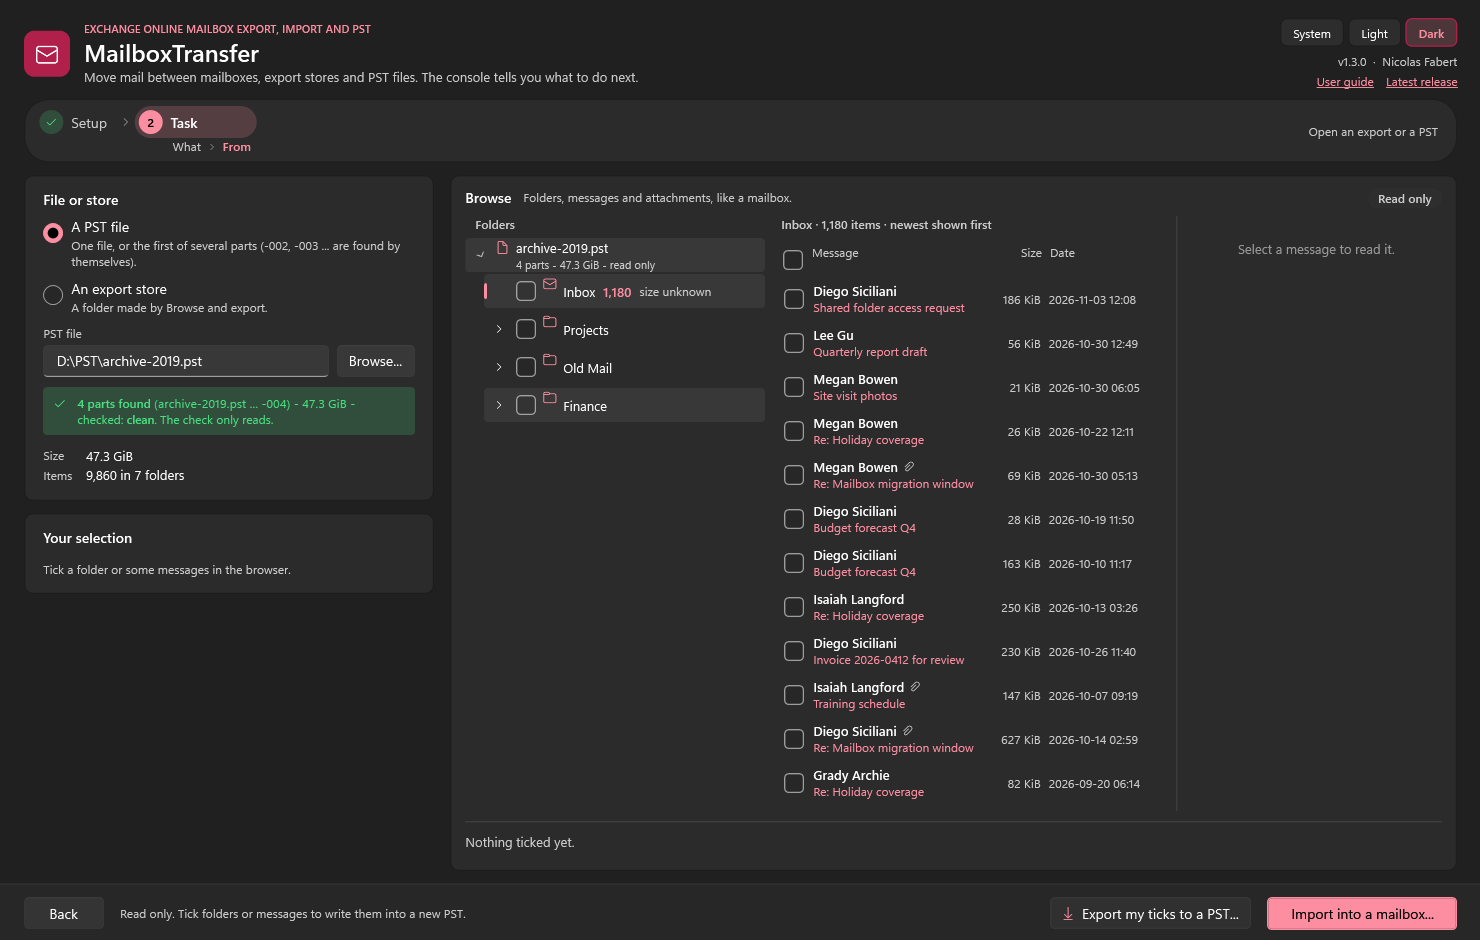 EXCHANGE ONLINE MAILBOX EXPORT, IMPORT AND PST
MailboxTransfer
Move mail between mailboxes, export stores and PST files. The console tells you what to do next.
System Light Dark
v1.3.0 · Nicolas Fabert
User guide Latest release
Setup 2 Task
What From
Open an export or a PST
File or store
A PST file
One file, or the first of several parts (-002, -003 ... are found by
themselves).
An export store
A folder made by Browse and export.
PST file
D:\PST\archive-2019.pst Browse...
4 parts found (archive-2019.pst ... -004) - 47.3 GiB -
checked: clean. The check only reads.
Size 47.3 GiB
Items 9,860 in 7 folders
Your selection
Tick a folder or some messages in the browser.
Browse Folders, messages and attachments, like a mailbox. Read only
Folders
archive-2019.pst
4 parts - 47.3 GiB - read only
Inbox 1,180 size unknown
Projects
Old Mail
Finance
Inbox · 1,180 items · newest shown first
Message Size Date
Diego Siciliani
Shared folder access request 186 KiB 2026-11-03 12:08
Lee Gu
Quarterly report draft 56 KiB 2026-10-30 12:49
Megan Bowen
Site visit photos 21 KiB 2026-10-30 06:05
Megan Bowen
Re: Holiday coverage 26 KiB 2026-10-22 12:11
Megan Bowen
Re: Mailbox migration window 69 KiB 2026-10-30 05:13
Diego Siciliani
Budget forecast Q4 28 KiB 2026-10-19 11:50
Diego Siciliani
Budget forecast Q4 163 KiB 2026-10-10 11:17
Isaiah Langford
Re: Holiday coverage 250 KiB 2026-10-13 03:26
Diego Siciliani
Invoice 2026-0412 for review 230 KiB 2026-10-26 11:40
Isaiah Langford
Training schedule 147 KiB 2026-10-07 09:19
Diego Siciliani
Re: Mailbox migration window 627 KiB 2026-10-14 02:59
Grady Archie
Re: Holiday coverage 82 KiB 2026-09-20 06:14
Select a message to read it.
Nothing ticked yet.
Back Read only. Tick folders or messages to write them into a new PST. Export my ticks to a PST... Import into a mailbox...